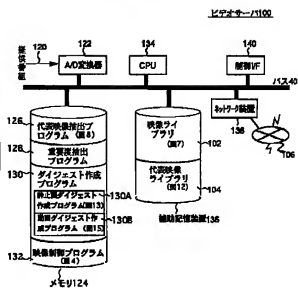 ビデオサーバ100
提供番組
120
122
A/D変換器
134
CPU
140
制御I/F
バス40
ネットワーク装置
136
106
126
代表映像抽出プ
ログラム(図8)
128
重要度抽出
プログラム
130
ダイジェスト作成
プログラム
静止画ダイジェスト
作成プログラム(図13)
130A
動画ダイジェスト作
成プログラム(図15)
130B
132
映像制御プログラム
(図4)
メモリ124
映像ライ
ブラリ
(図7)
102
代表映像ラ
イブラリ
(図12)
104
補助記憶装置136